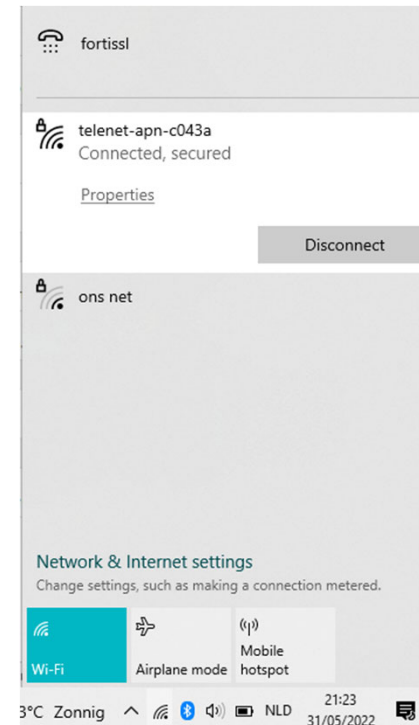 fortissl
telenet-apn-c043a
Connected, secured
Properties
Disconnect
ons net
Network & Internet settings
Change settings, such as making a connection metered.
Wi-Fi
Airplane mode
Mobile
hotspot
3°C Zonnig
NLD
21:23
31/05/2022